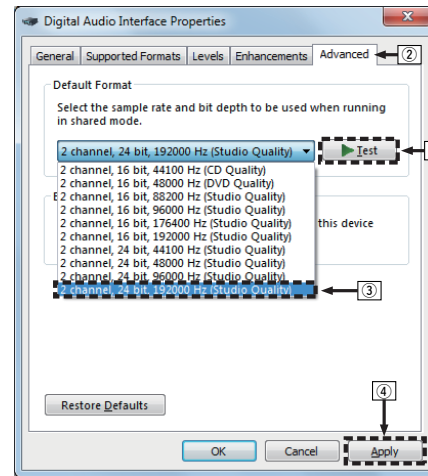 Digital Audio Interface Properties
General Supported Formats Levels Enhancements Advanced ②
Default Format
Select the sample rate and bit depth to be used when running
in shared mode.
2 channel, 24 bit, 192000 Hz (Studio Quality) Test
2 channel, 16 bit, 44100 Hz (CD Quality)
2 channel, 16 bit, 48000 Hz (DVD Quality)
2 channel, 16 bit, 88200 Hz (Studio Quality)
2 channel, 16 bit, 96000 Hz (Studio Quality)
2 channel, 16 bit, 176400 Hz (Studio Quality) this device
2 channel, 16 bit, 192000 Hz (Studio Quality)
2 channel, 24 bit, 44100 Hz (Studio Quality)
2 channel, 24 bit, 48000 Hz (Studio Quality)
2 channel, 24 bit, 96000 Hz (Studio Quality)
2 channel, 24 bit, 192000 Hz (Studio Quality) ③
④
Restore Defaults
OK Cancel Apply